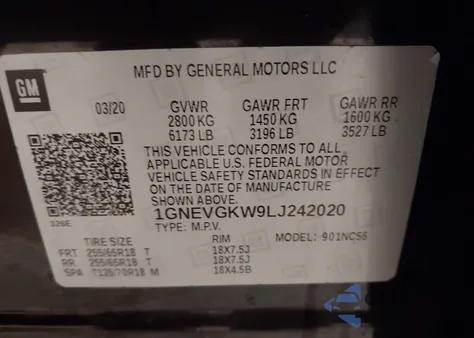 GM
MFD BY GENERAL MOTORS LLC
03/20 GVWR GAWR FRT GAWR RR
2800 KG 1450 KG 1600 KG
6173 LB 3196 LB 3527 LB
THIS VEHICLE CONFORMS TO ALL
APPLICABLE U.S. FEDERAL MOTOR
VEHICLE SAFETY STANDARDS IN EFFECT
ON THE DATE OF MANUFACTURE
SHOWN ABOVE.
326E 1GNEVGKW9LJ242020
TYPE: M.P.V. MODEL: 901NC56
TIRE SIZE RIM
FRT 255/65R18 T 18X7.5J
RR 255/65R18 T 18X7.5J
SPA T135/70R18 M 18X4.5B